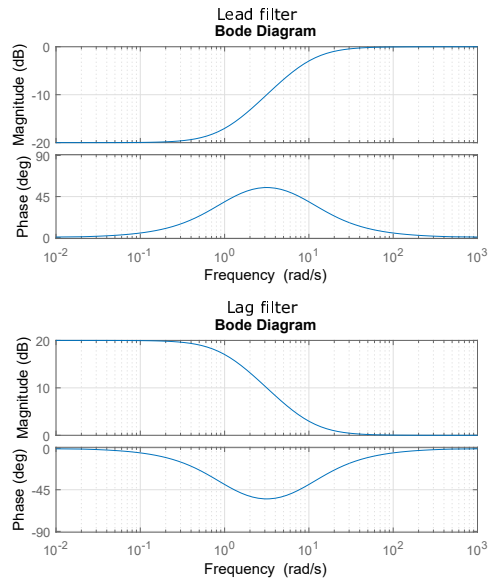 Lead filter
Bode Diagram
Magnitude (dB)
0
-10
-20
Phase (deg)
90
45
0
10^-2 10^-1 10^0 10^1 10^2 10^3
Frequency (rad/s)
Lag filter
Bode Diagram
Magnitude (dB)
20
10
0
Phase (deg)
0
-45
-90
10^-2 10^-1 10^0 10^1 10^2 10^3
Frequency (rad/s)